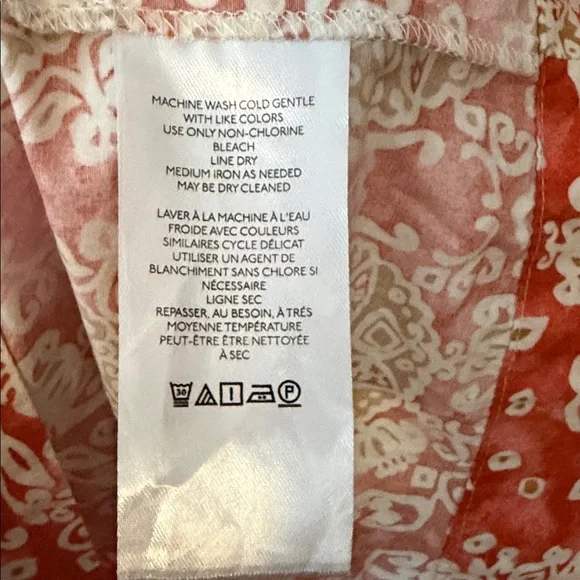 MACHINE WASH COLD GENTLE
WITH LIKE COLORS
USE ONLY NON-CHLORINE
BLEACH
LINE DRY
MEDIUM IRON AS NEEDED
MAY BE DRY CLEANED
LAVER À LA MACHINE À L'EAU
FROIDE AVEC COULEURS
SIMILAIRES CYCLE DÉLICAT
UTILISER UN AGENT DE
BLANCHIMENT SANS CHLORE SI
NÉCESSAIRE
LIGNE SEC
REPASSER, AU BESOIN, À TRÉS
MOYENNE TEMPÉRATURE
PEUT-ÊTRE ÊTRE NETTOYÉE
À SEC
30 P